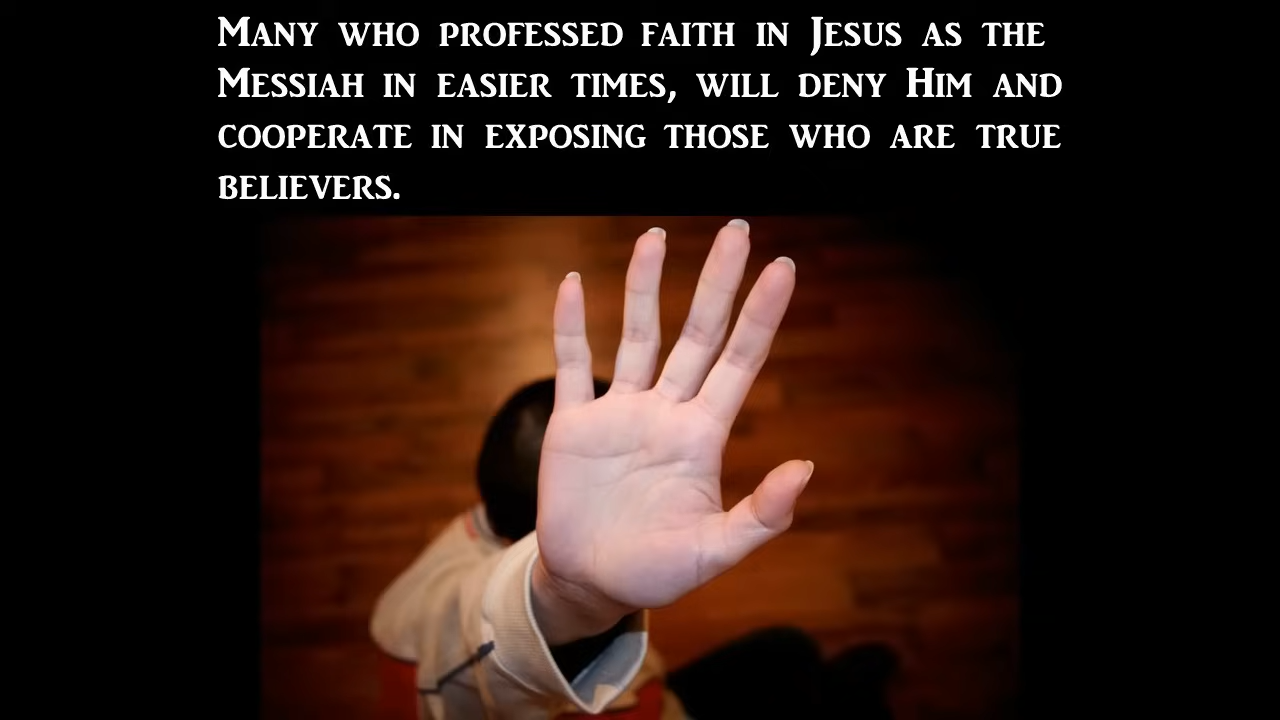 Many who professed faith in Jesus as the
Messiah in easier times, will deny Him and
cooperate in exposing those who are true
believers.